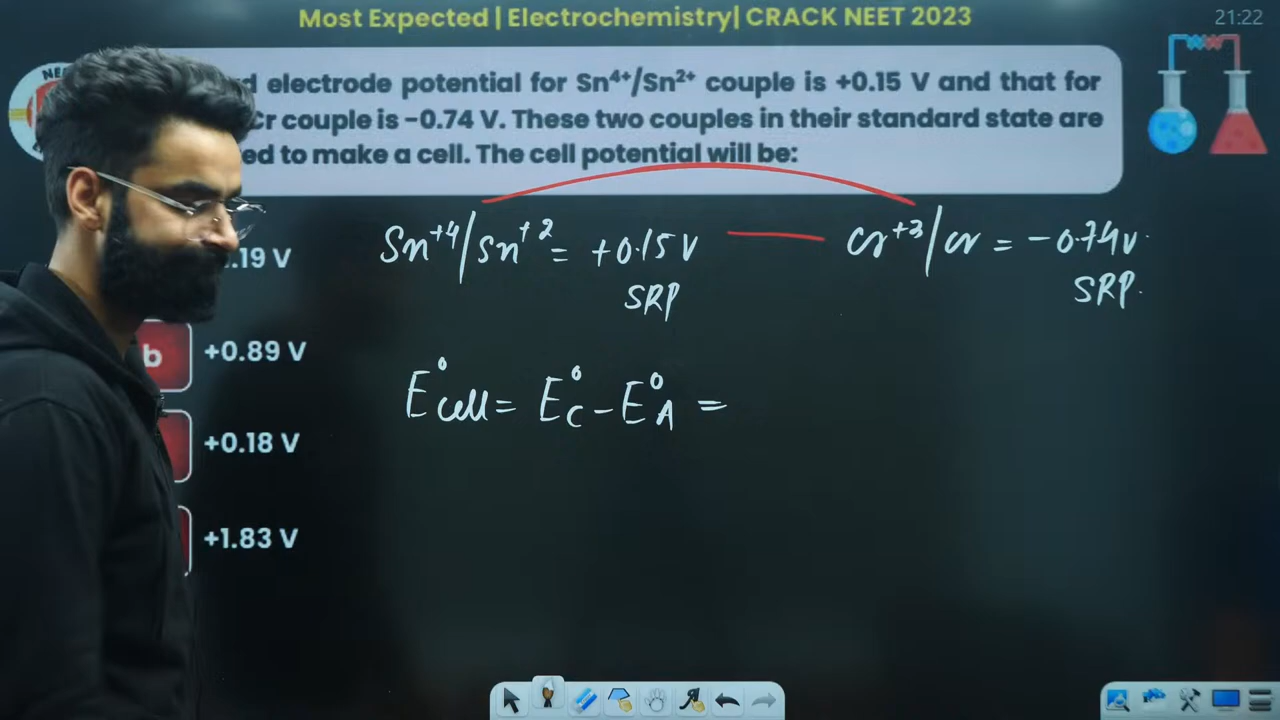 Most Expected | Electrochemistry| CRACK NEET 2023
21:22
electrode potential for Sn⁴⁺/Sn²⁺ couple is +0.15 V and that for
Cr couple is −0.74 V. These two couples in their standard state are
to make a cell. The cell potential will be:
Sn⁺⁴/Sn⁺² = +0.15 V
SRP
Cr⁺³/Cr = -0.74 V
SRP.
.19 V
b +0.89 V
E°cell = E°C - E°A =
+0.18 V
+1.83 V